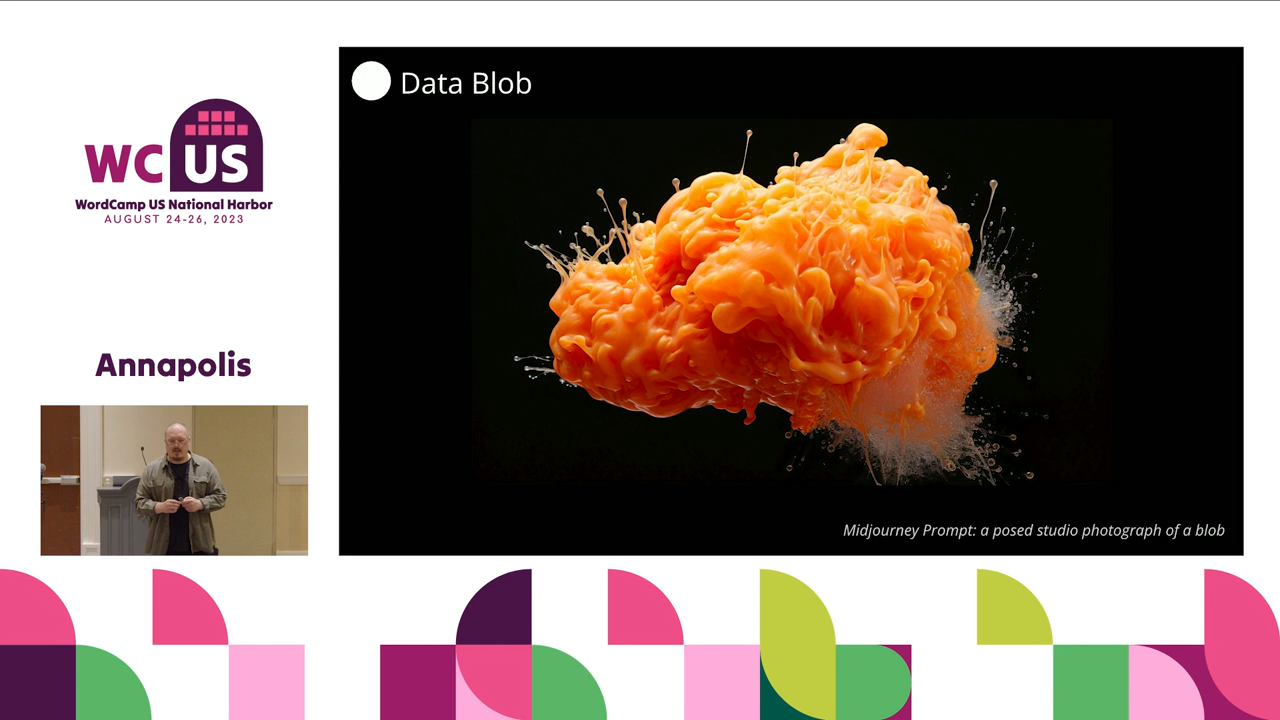 WC US
WordCamp US National Harbor
AUGUST 24-26, 2023
Annapolis
Data Blob
Midjourney Prompt: a posed studio photograph of a blob